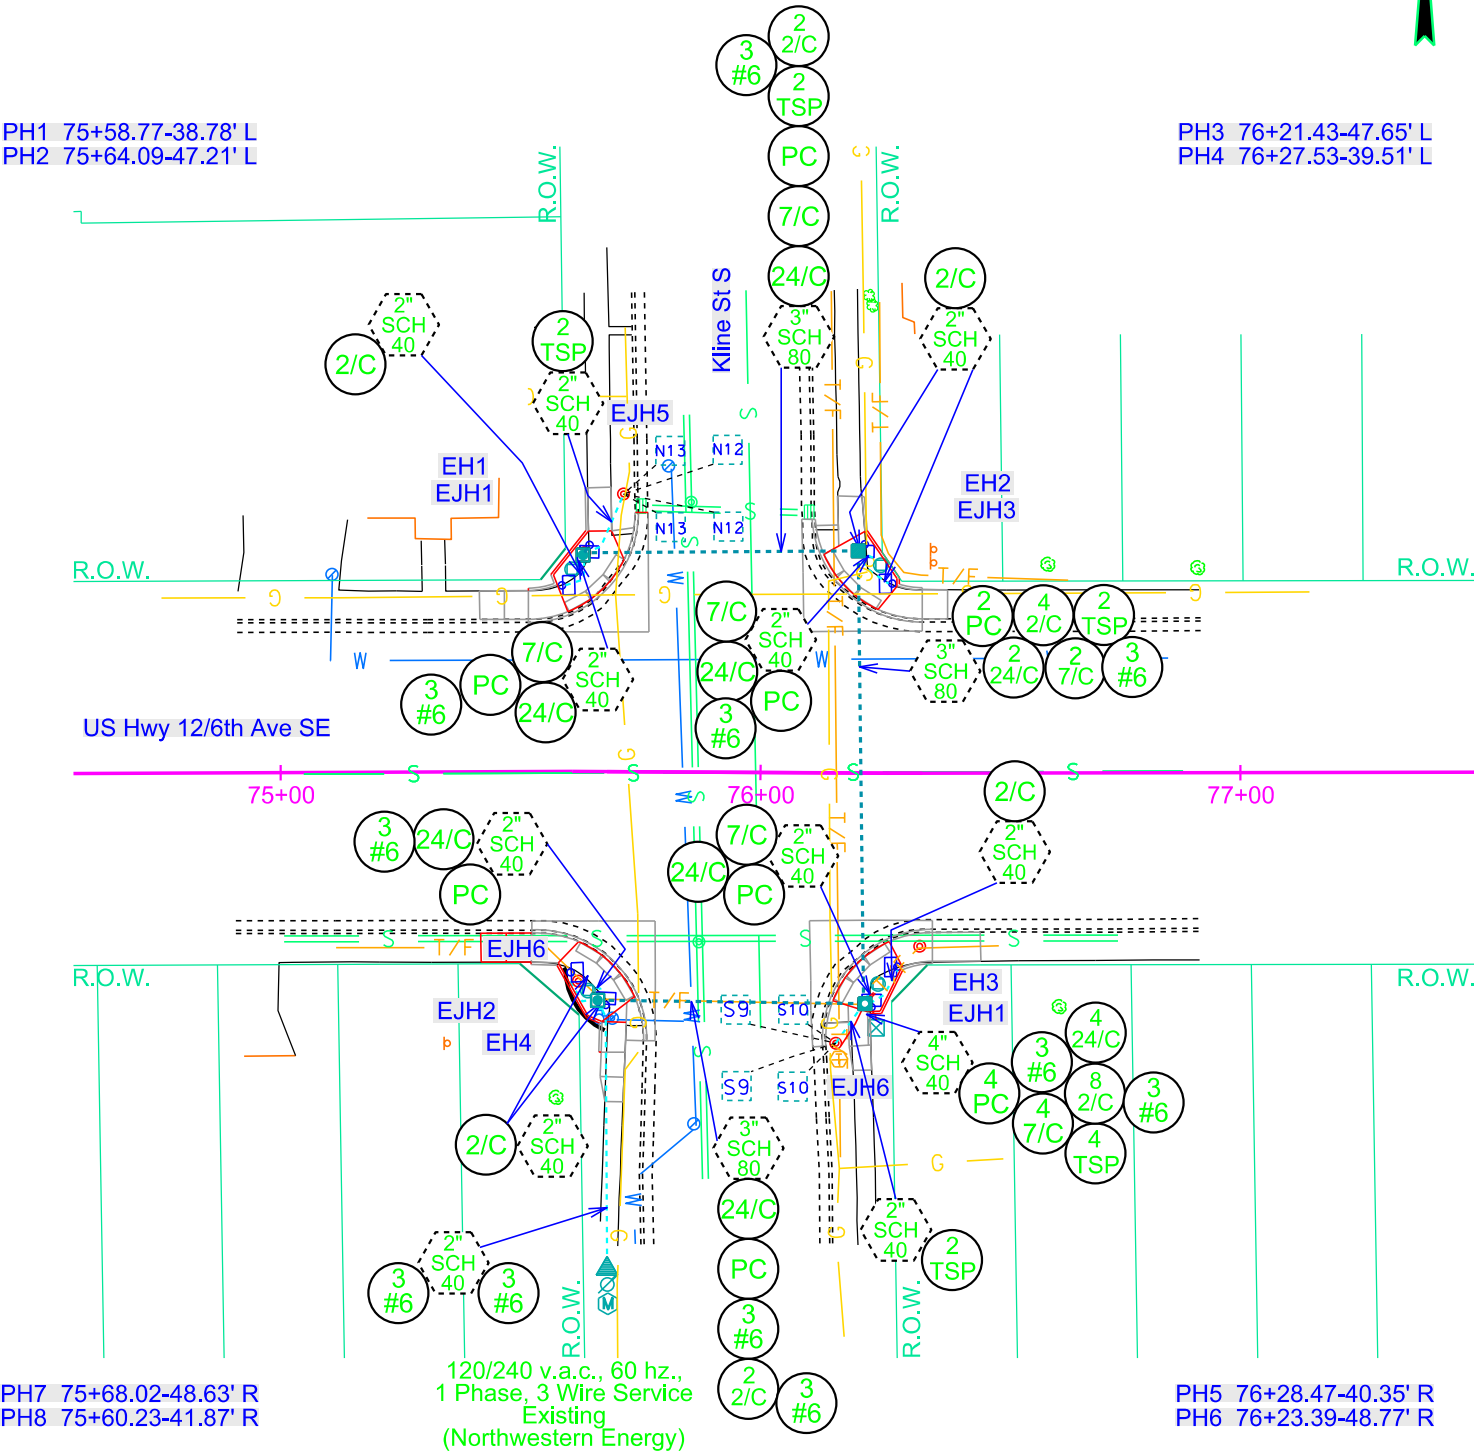 2
2/C
3
#6
2
TSP
PH1 75+58.77-38.78' L
PH2 75+64.09-47.21' L
PH3 76+21.43-47.65' L
PH4 76+27.53-39.51' L
PC
R.O.W.
G
R.O.W.
7/C
24/C
2/C
2"
SCH
40
2/C
2
TSP
2"
SCH
40
Kline St S
3"
SCH
80
2"
SCH
40
EJH5
G
G
S
T/F
T/F
N13
N12
EH1
EJH1
EH2
EJH3
N13
N12
S
S
R.O.W.
R.O.W.
T/F
W
G
G
G
G
G
T/F
7/C
2"
SCH
40
24/C
PC
3
#6
2
PC
4
2/C
2
TSP
2
24/C
2
7/C
3
#6
3"
SCH
80
7/C
PC
3
#6
24/C
2"
SCH
40
W
W
US Hwy 12/6th Ave SE
G
S
S
G
S
S
75+00
76+00
77+00
W
S
2/C
2"
SCH
40
3
#6
24/C
PC
2"
SCH
40
7/C
24/C
PC
2"
SCH
40
T/F
S
T/F
EJH6
S
S
S
R.O.W.
R.O.W.
EJH2
EH4
T/F
G
W
S
S9
S10
EH3
EJH1
G
S9
S10
EJH6
4"
SCH
40
4
PC
3
#6
4
24/C
8
2/C
3
#6
4
7/C
4
TSP
G
2/C
2"
SCH
40
3"
SCH
80
24/C
PC
3
#6
2
2/C
3
#6
W
G
G
2"
SCH
40
2
TSP
2"
SCH
40
3
#6
3
#6
M
R.O.W.
R.O.W.
120/240 v.a.c., 60 hz.,
1 Phase, 3 Wire Service
Existing
(Northwestern Energy)
PH7 75+68.02-48.63' R
PH8 75+60.23-41.87' R
PH5 76+28.47-40.35' R
PH6 76+23.39-48.77' R